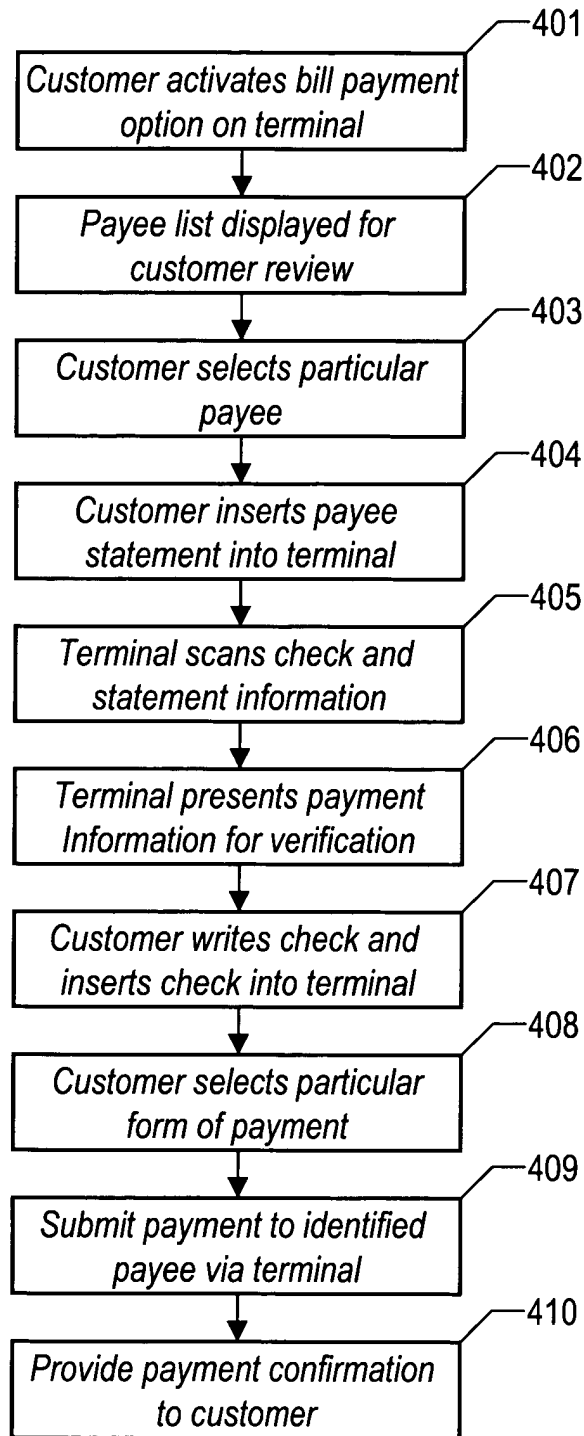 401
Customer activates bill payment
option on terminal
402
Payee list displayed for
customer review
403
Customer selects particular
payee
404
Customer inserts payee
statement into terminal
405
Terminal scans check and
statement information
406
Terminal presents payment
Information for verification
407
Customer writes check and
inserts check into terminal
408
Customer selects particular
form of payment
409
Submit payment to identified
payee via terminal
410
Provide payment confirmation
to customer